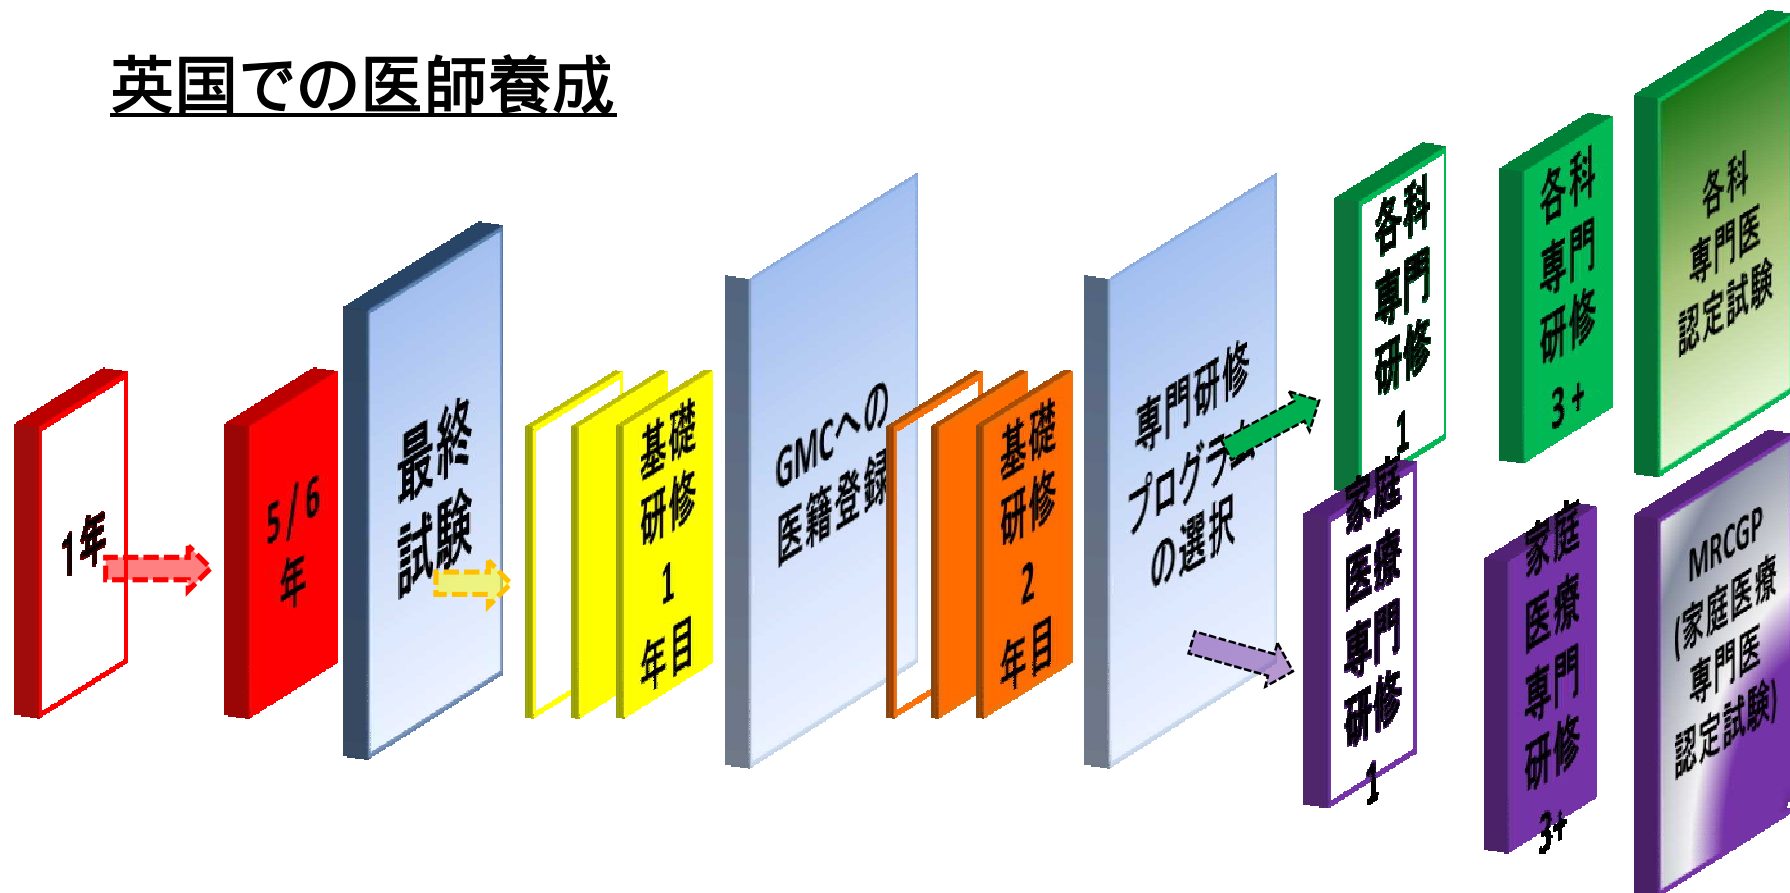 英国での医師養成
1年
5/6
年
最終
試験
基礎
研修
1
年目
GMCへの
医籍登録
基礎
研修
2
年目
専門研修
プログラム
の選択
各科
専門
研修
1
各科
専門
研修
3+
各科
専門医
認定試験
家庭
医療
専門
研修
1
家庭
医療
専門
研修
3+
MRCGP
(家庭医療
専門医
認定試験)